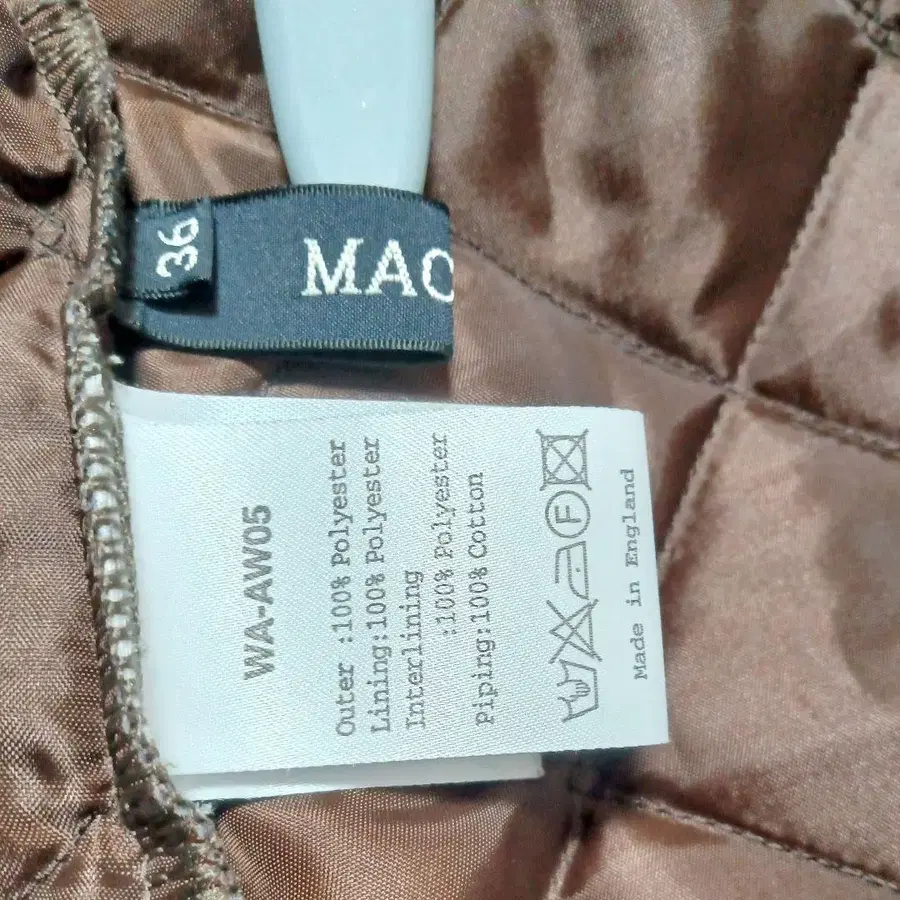 36
MAC
WA-AW05
Outer :100% Polyester
Lining:100% Polyester
Interlining
:100% Polyester
Piping:100% Cotton
F
Made in England